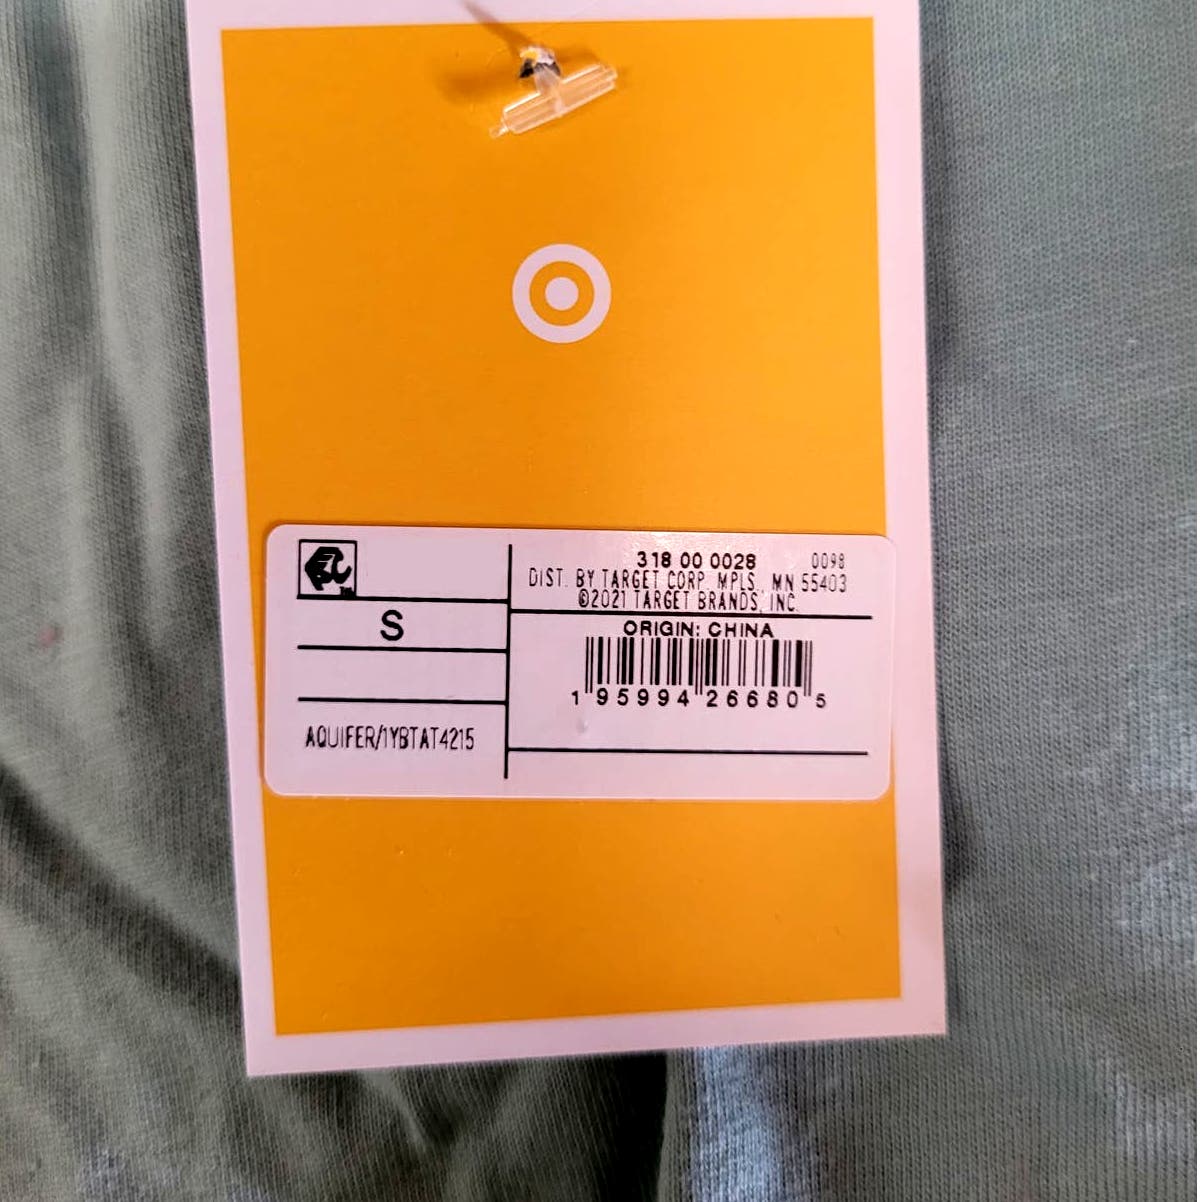 318 00 0028 0098
DIST. BY TARGET CORP. MPLS., MN 55403
©2021 TARGET BRANDS, INC.
S
ORIGIN: CHINA
1 95994 26680 5
AQUIFER/1YBTAT4215